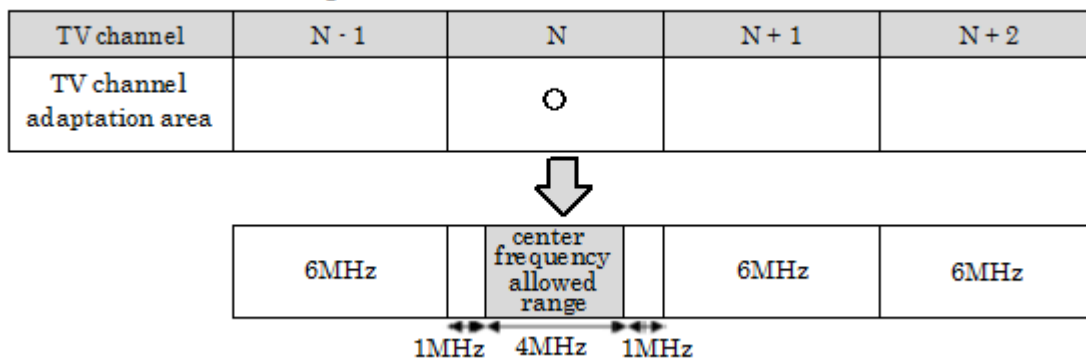 TV channel N - 1 N N + 1 N + 2
TV channel
adaptation area
center
frequency
allowed
range
6MHz 6MHz 6MHz
1MHz 4MHz 1MHz